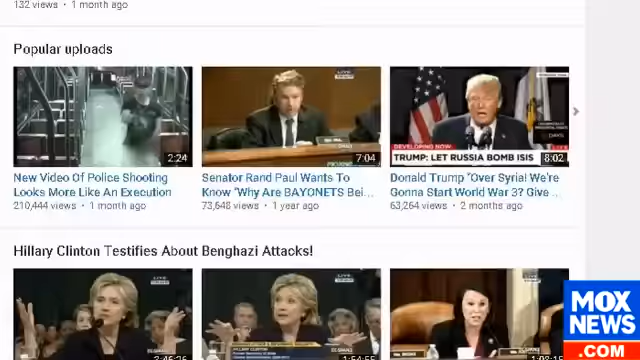 132 views • 1 month ago
Popular uploads
2:24
7:04
DEVELOPING NOW:
TRUMP: LET RUSSIA BOMB ISIS
8:02
New Video Of Police Shooting
Looks More Like An Execution
210,444 views • 1 month ago
Senator Rand Paul Wants To
Know "Why Are BAYONETS Bei...
73,648 views • 1 year ago
Donald Trump "Over Syria! We're
Gonna Start World War 3? Give ...
63,264 views • 2 months ago
Hillary Clinton Testifies About Benghazi Attacks!
MOX
NEWS
.COM